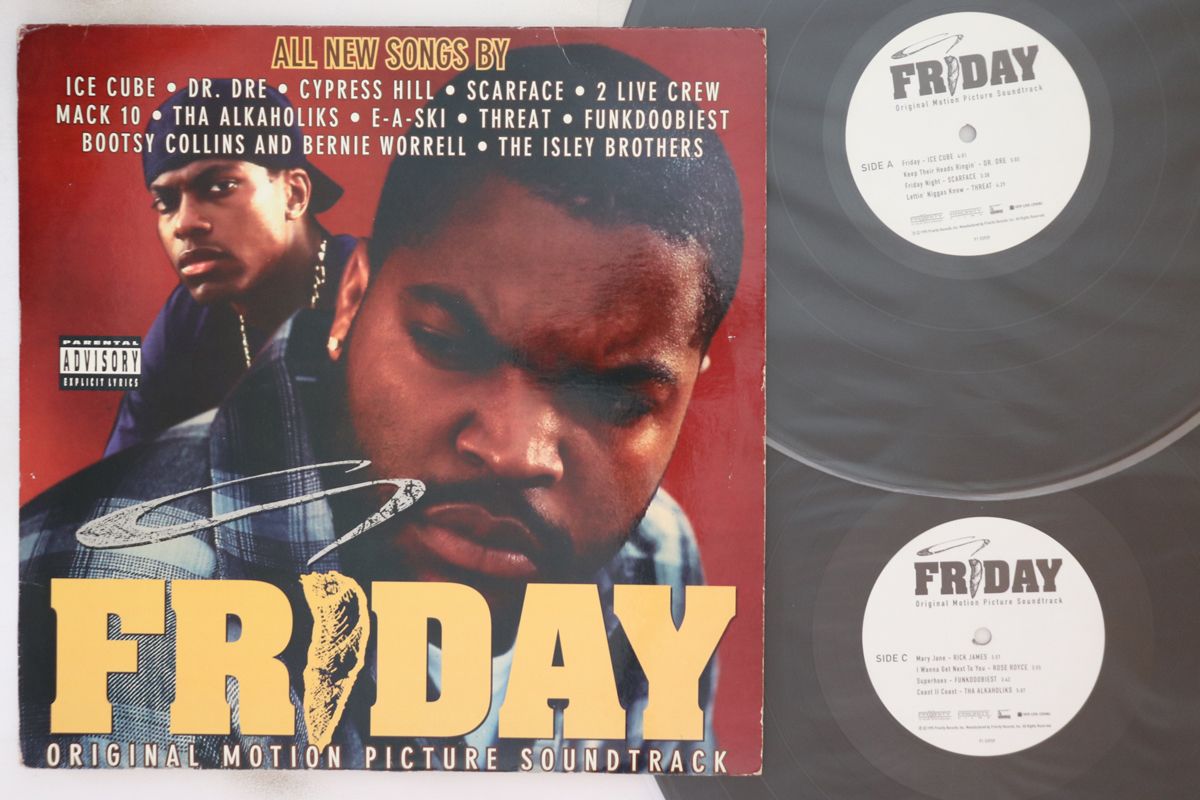 ALL NEW SONGS BY
ICE CUBE • DR. DRE • CYPRESS HILL • SCARFACE • 2 LIVE CREW
MACK 10 • THA ALKAHOLIKS • E-A-SKI • THREAT • FUNKDOOBIEST
BOOTSY COLLINS AND BERNIE WORRELL • THE ISLEY BROTHERS
PARENTAL
ADVISORY
EXPLICIT LYRICS
FRIDAY
ORIGINAL MOTION PICTURE SOUNDTRACK
FRIDAY
Original Motion Picture Soundtrack
SIDE A
Friday - ICE CUBE 4:01
Keep Their Heads Ringin' - DR. DRE
Friday Night - SCARFACE
Lettin' Niggas Know - THREAT
FRIDAY
Original Motion Picture Soundtrack
SIDE C
Mary Jane - RICK JAMES
I Wanna Get Next To You - ROSE ROYCE
Superhoes - FUNKDOOBIEST
Coast II Coast - THA ALKAHOLIKS